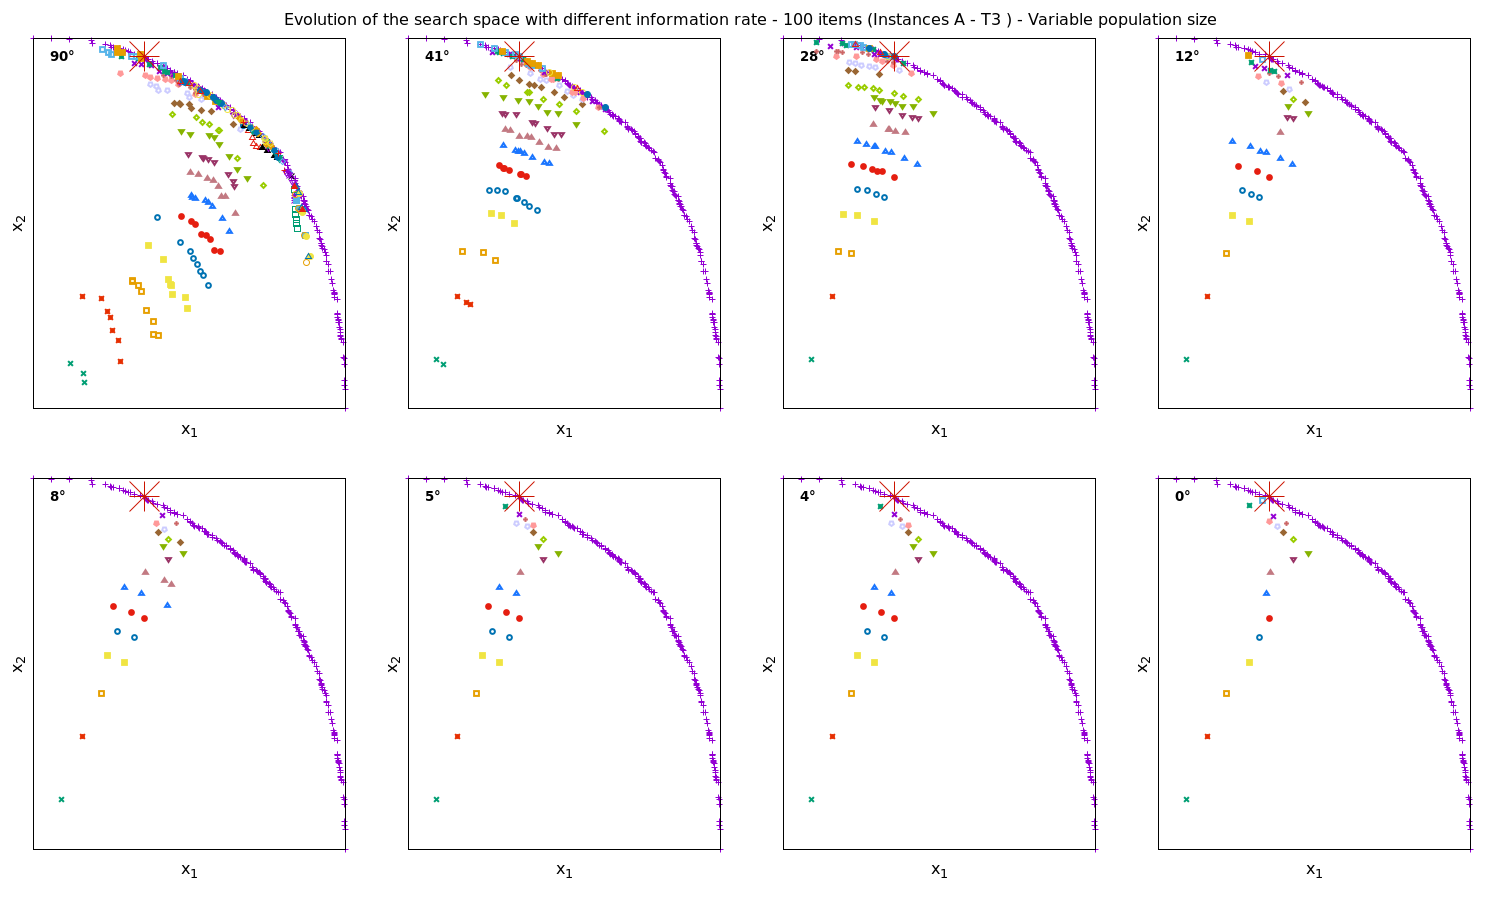 Evolution of the search space with different information rate - 100 items (Instances A - T3 ) - Variable population size
90°
41°
28°
12°
x2
x2
x2
x2
x1
x1
x1
x1
8°
5°
4°
0°
x2
x2
x2
x2
x1
x1
x1
x1